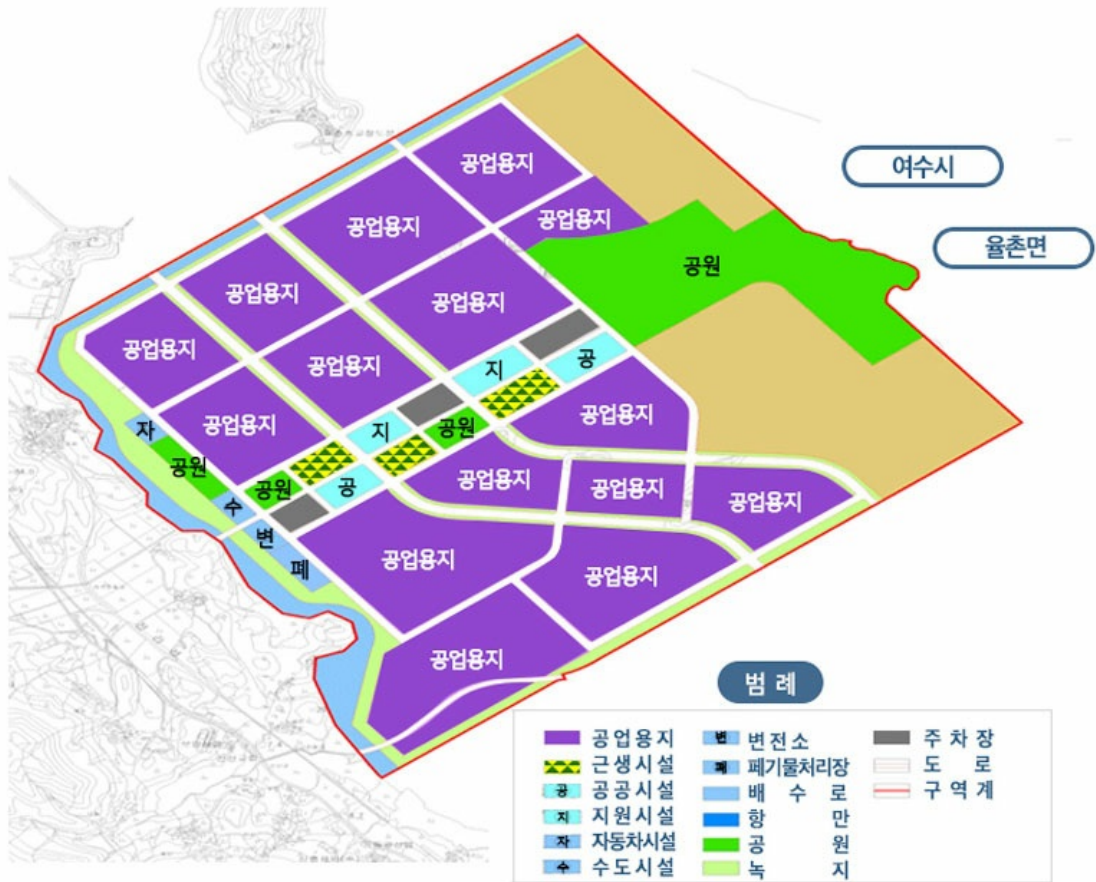 여수시
율촌면
공업용지
공업용지
공업용지
공원
공업용지
공업용지
공업용지
공업용지
지
공
공업용지
지
공원
공업용지
자
공원
공원
공
수
변
폐
공업용지
공업용지
공업용지
공업용지
공업용지
공업용지
공업용지
범 례
공업용지
근생시설
공 공공시설
지 지원시설
자 자동차시설
수 수도시설
변 변전소
폐 폐기물처리장
배 수 로
항 만
공 원
녹 지
주 차 장
도 로
구 역 계